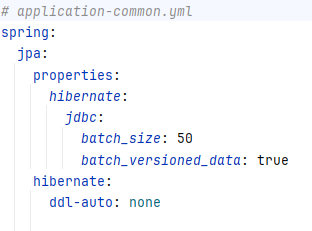 # application-common.yml
spring:
  jpa:
    properties:
      hibernate:
        jdbc:
          batch_size: 50
          batch_versioned_data: true
    hibernate:
      ddl-auto: none